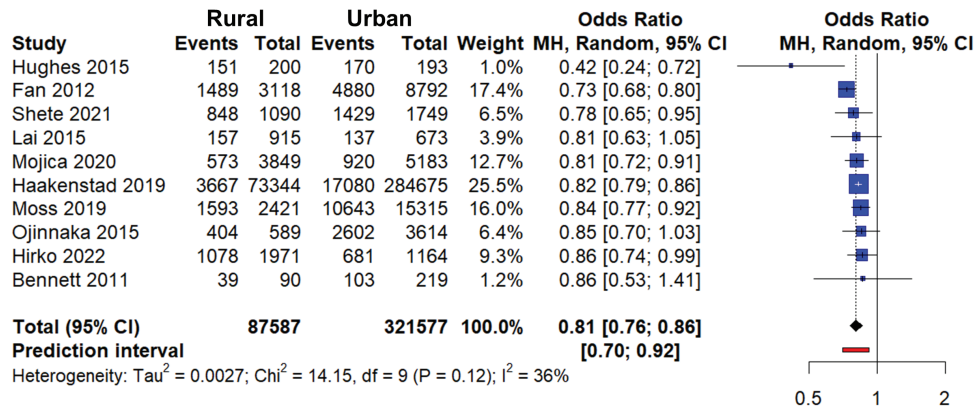 Rural Urban Odds Ratio Odds Ratio
Study Events Total Events Total Weight MH, Random, 95% CI MH, Random, 95% CI
Hughes 2015 151 200 170 193 1.0% 0.42 [0.24; 0.72]
Fan 2012 1489 3118 4880 8792 17.4% 0.73 [0.68; 0.80]
Shete 2021 848 1090 1429 1749 6.5% 0.78 [0.65; 0.95]
Lai 2015 157 915 137 673 3.9% 0.81 [0.63; 1.05]
Mojica 2020 573 3849 920 5183 12.7% 0.81 [0.72; 0.91]
Haakenstad 2019 3667 73344 17080 284675 25.5% 0.82 [0.79; 0.86]
Moss 2019 1593 2421 10643 15315 16.0% 0.84 [0.77; 0.92]
Ojinnaka 2015 404 589 2602 3614 6.4% 0.85 [0.70; 1.03]
Hirko 2022 1078 1971 681 1164 9.3% 0.86 [0.74; 0.99]
Bennett 2011 39 90 103 219 1.2% 0.86 [0.53; 1.41]
Total (95% CI) 87587 321577 100.0% 0.81 [0.76; 0.86]
Prediction interval [0.70; 0.92]
Heterogeneity: Tau² = 0.0027; Chi² = 14.15, df = 9 (P = 0.12); I² = 36%
0.5 1 2